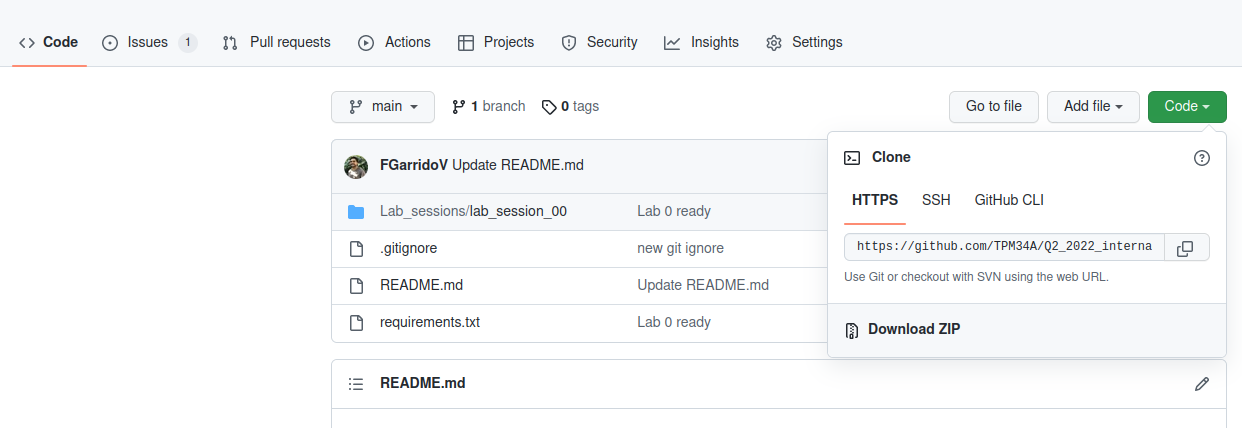 Code Issues 1 Pull requests Actions Projects Security Insights Settings
main 1 branch 0 tags Go to file Add file Code
FGarridoV Update README.md
Clone
HTTPS SSH GitHub CLI
https://github.com/TPM34A/Q2_2022_interna
Use Git or checkout with SVN using the web URL.
Download ZIP
Lab_sessions/lab_session_00 Lab 0 ready
.gitignore new git ignore
README.md Update README.md
requirements.txt Lab 0 ready
README.md